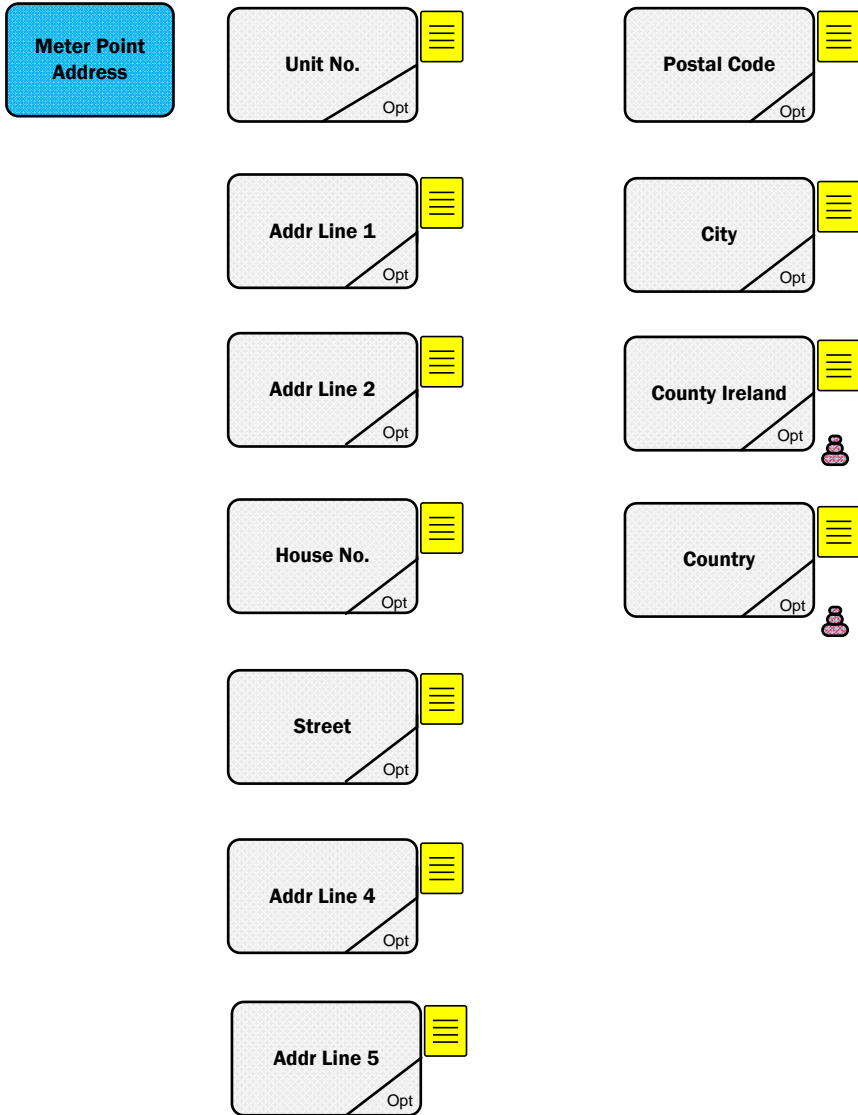 Meter Point
Address
Unit No.
Opt
Addr Line 1
Opt
Addr Line 2
Opt
House No.
Opt
Street
Opt
Addr Line 4
Opt
Addr Line 5
Opt
Postal Code
Opt
City
Opt
County Ireland
Opt
Country
Opt